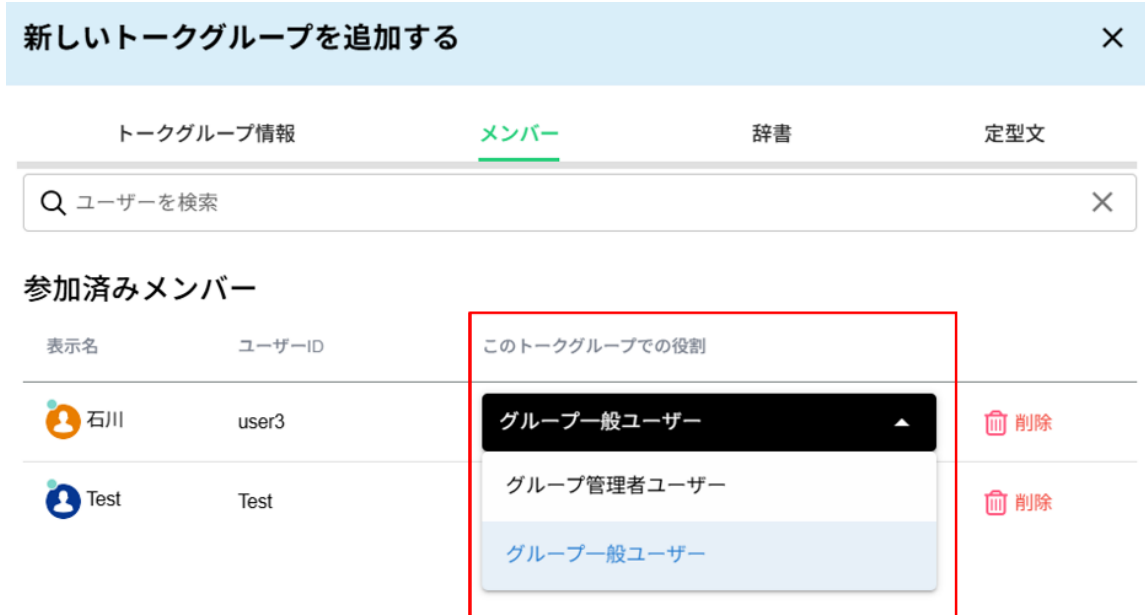 新しいトークグループを追加する
トークグループ情報 メンバー 辞書 定型文
ユーザーを検索
参加済みメンバー
表示名 ユーザーID このトークグループでの役割
石川 user3 グループ一般ユーザー 削除
グループ管理者ユーザー
Test Test 削除
グループ一般ユーザー